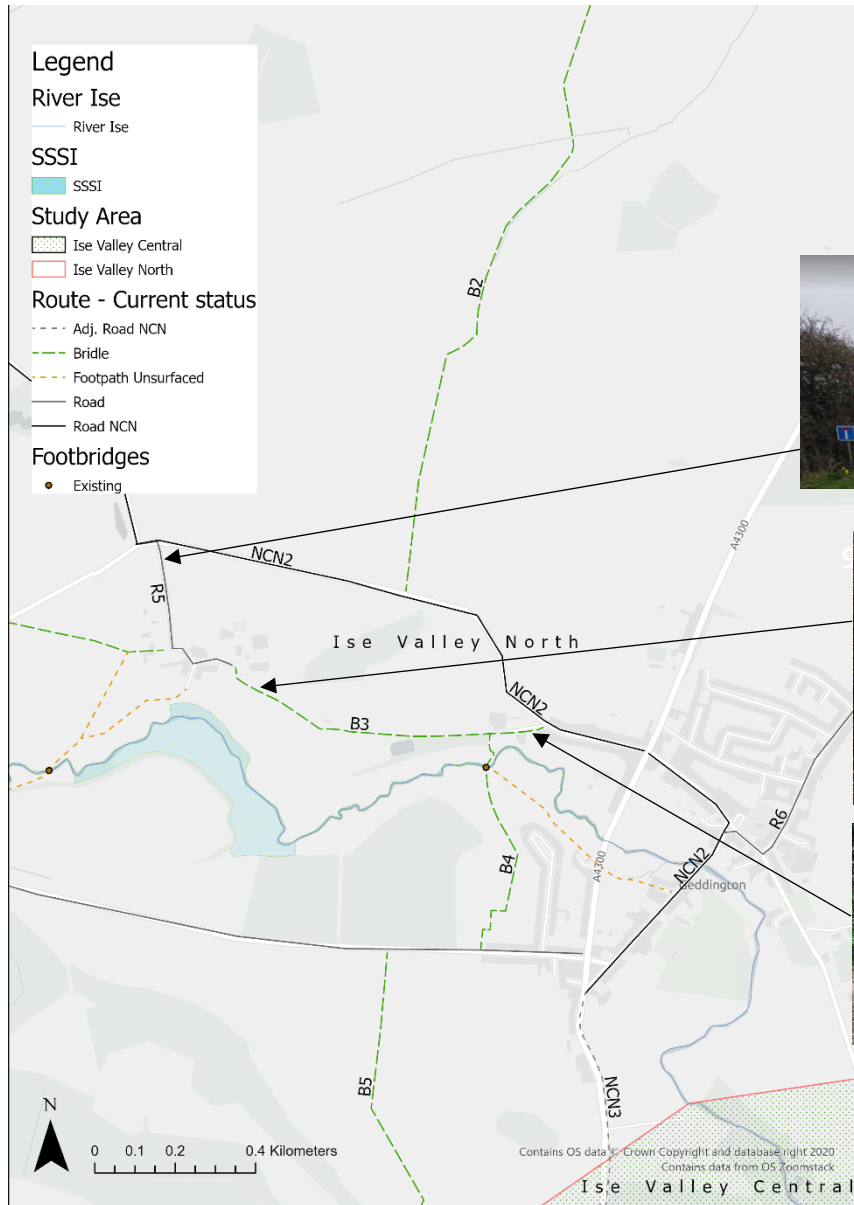 Legend
River Ise
River Ise
SSSI
SSSI
Study Area
Ise Valley Central
Ise Valley North
Route - Current status
Adj. Road NCN
Bridle
Footpath Unsurfaced
Road
Road NCN
Footbridges
Existing
B2
A4300
NCN2
R5
Ise Valley North
NCN2
B3
R6
B4
A4300
NCN2
Geddington
B5
NCN3
N
0 0.1 0.2 0.4 Kilometers
Contains OS data © Crown Copyright and database right 2020
Contains data from OS Zoomstack
Ise Valley Central